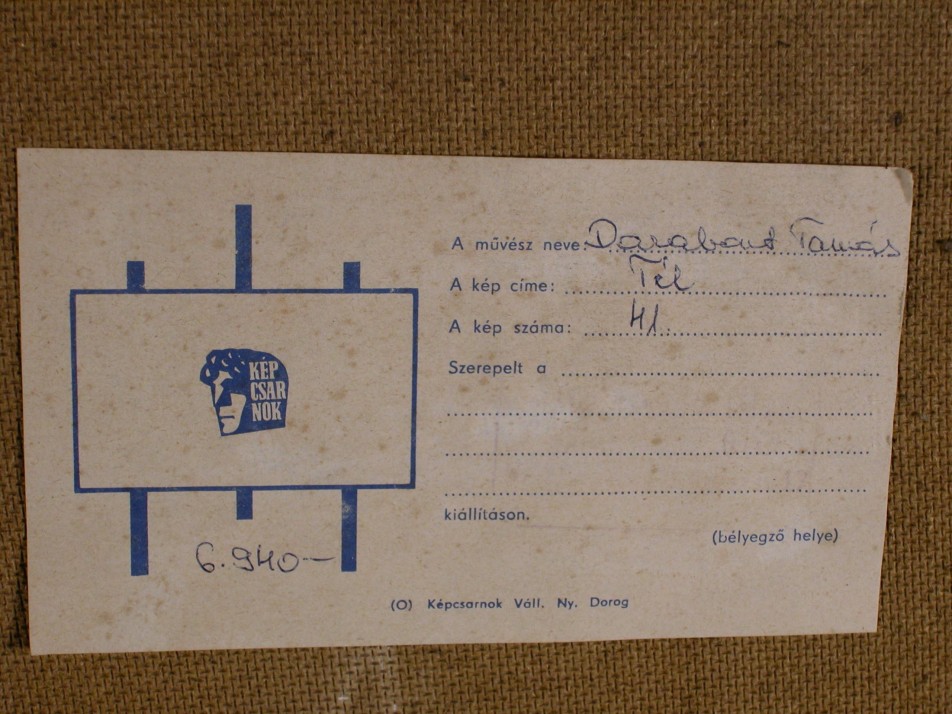 A művész neve: Darabont Tamás
A kép címe: Tél
A kép száma: 41.
Szerepelt a
kiállításon.
(bélyegző helye)
KÉP
CSAR
NOK
6.940—
(O) Képcsarnok Váll. Ny. Dorog